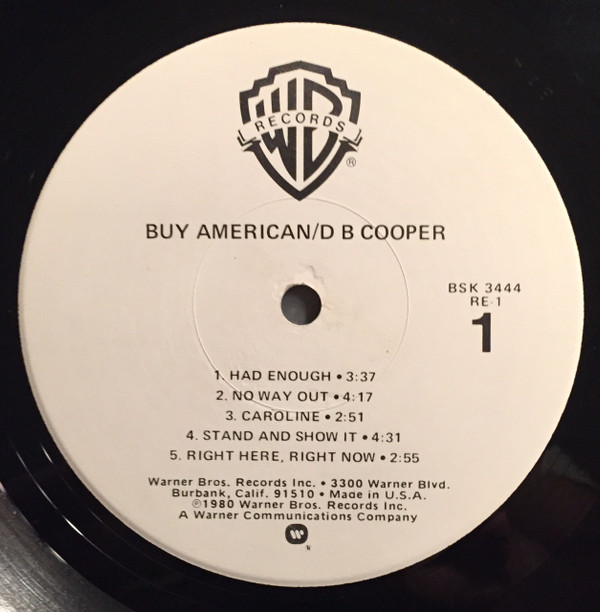 WB
RECORDS
®
BUY AMERICAN/D B COOPER
BSK 3444
RE-1
1
1. HAD ENOUGH • 3:37
2. NO WAY OUT • 4:17
3. CAROLINE • 2:51
4. STAND AND SHOW IT • 4:31
5. RIGHT HERE, RIGHT NOW • 2:55
Warner Bros. Records Inc. • 3300 Warner Blvd.
Burbank, Calif. 91510 • Made in U.S.A.
℗1980 Warner Bros. Records Inc.
A Warner Communications Company